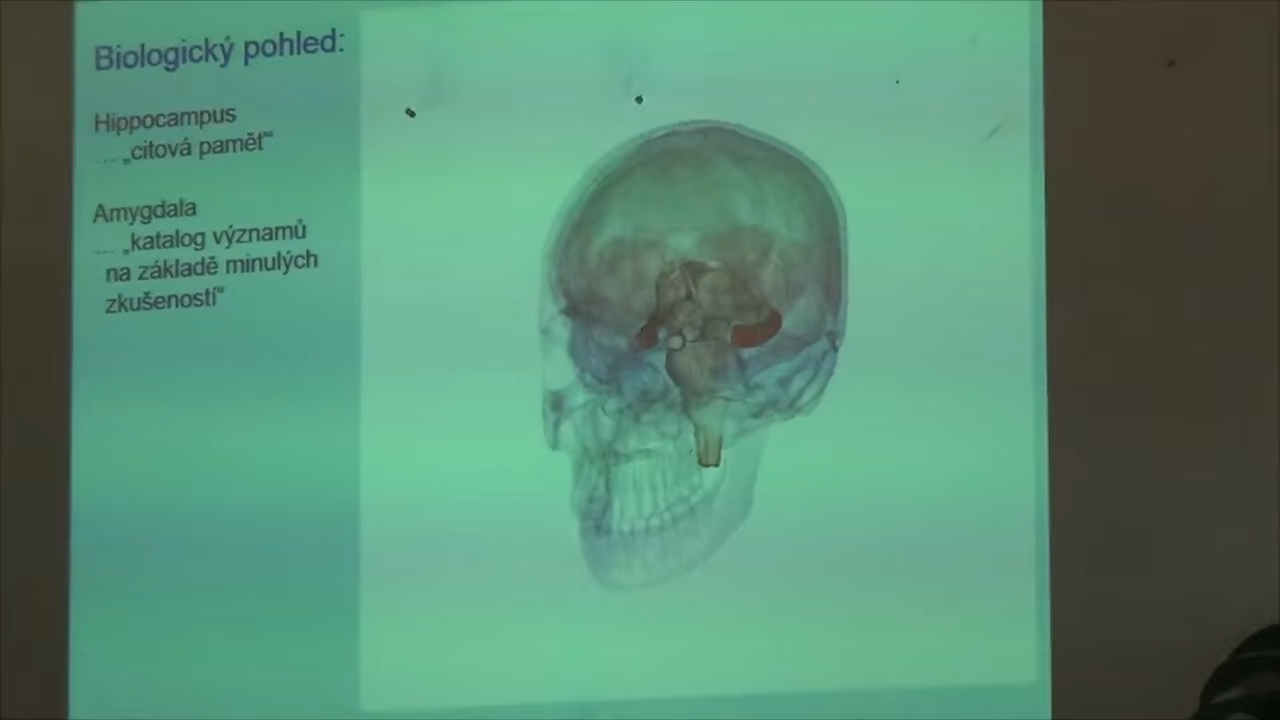 Biologický pohled:
Hippocampus
... „citová paměť“
Amygdala
... „katalog významů
na základě minulých
zkušeností“